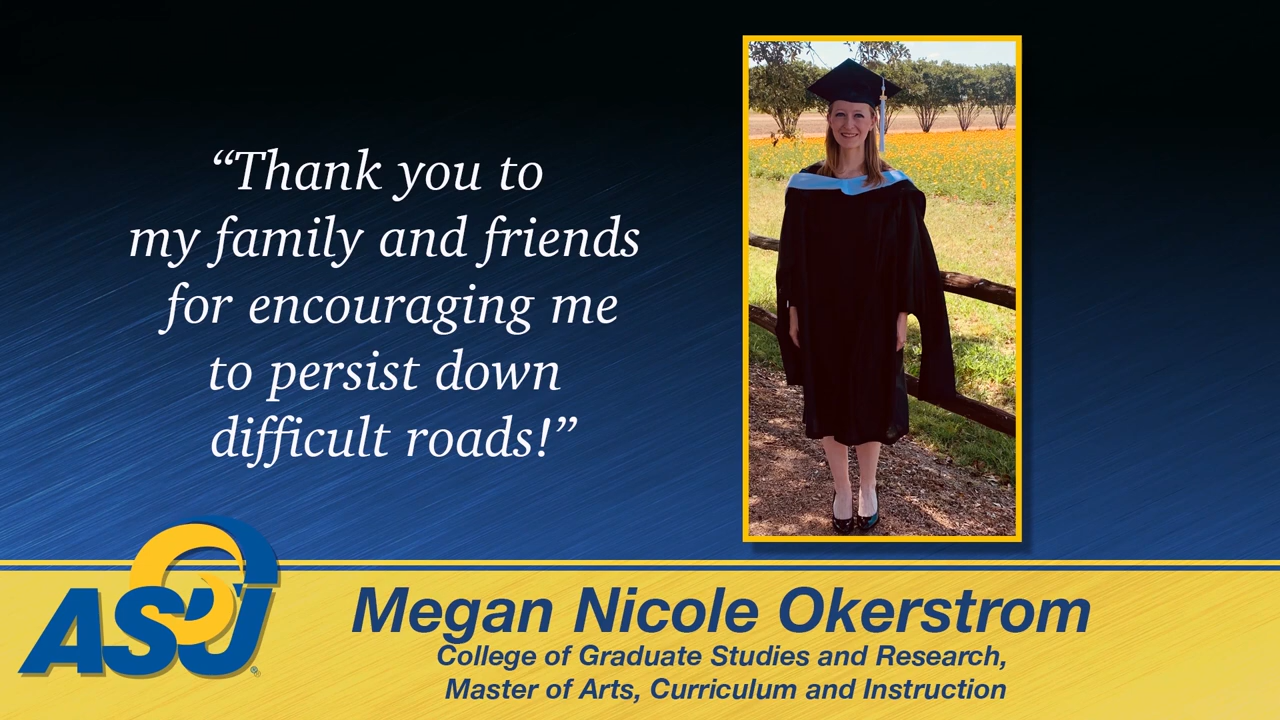 “Thank you to
my family and friends
for encouraging me
to persist down
difficult roads!”
ASU
®
Megan Nicole Okerstrom
College of Graduate Studies and Research,
Master of Arts, Curriculum and Instruction